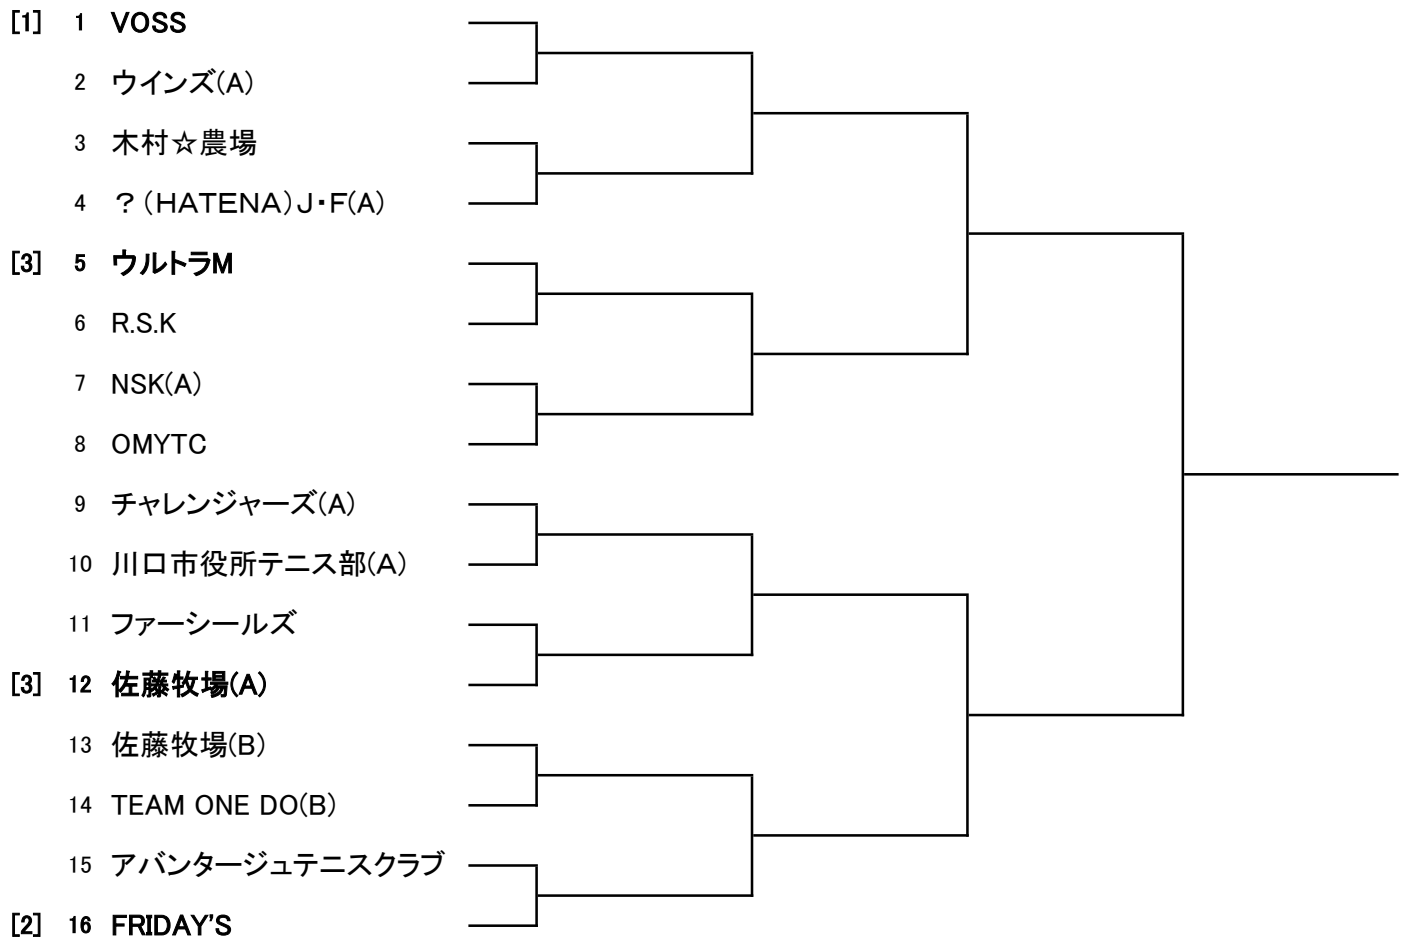 [1] 1 VOSS
2 ウインズ(A)
3 木村☆農場
4 ？（HATENA）J・F(A)
[3] 5 ウルトラM
6 R.S.K
7 NSK(A)
8 OMYTC
9 チャレンジャーズ(A)
10 川口市役所テニス部(A)
11 ファーシールズ
[3] 12 佐藤牧場(A)
13 佐藤牧場(B)
14 TEAM ONE DO(B)
15 アバンタージュテニスクラブ
[2] 16 FRIDAY'S